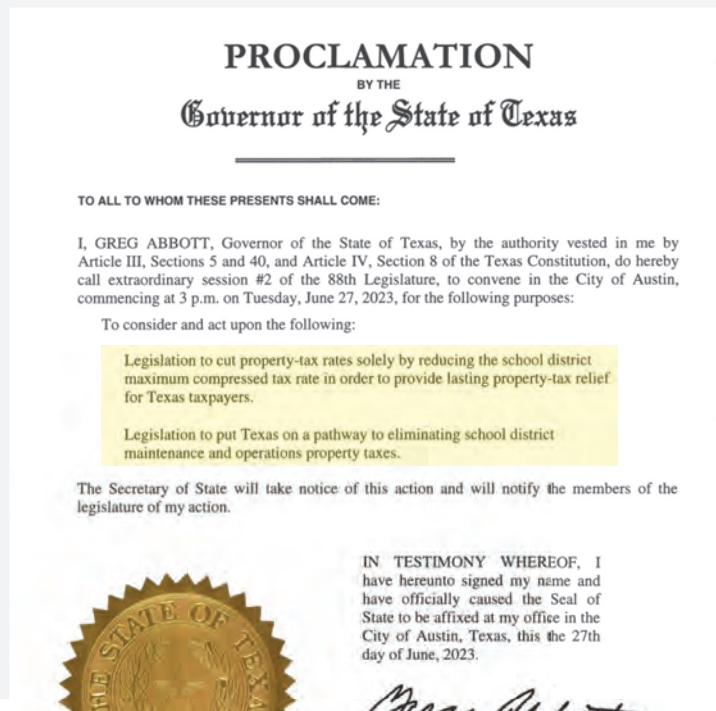 PROCLAMATION
BY THE
Governor of the State of Texas
TO ALL TO WHOM THESE PRESENTS SHALL COME:
I, GREG ABBOTT, Governor of the State of Texas, by the authority vested in me by
Article III, Sections 5 and 40, and Article IV, Section 8 of the Texas Constitution, do hereby
call extraordinary session #2 of the 88th Legislature, to convene in the City of Austin,
commencing at 3 p.m. on Tuesday, June 27, 2023, for the following purposes:
To consider and act upon the following:
Legislation to cut property-tax rates solely by reducing the school district
maximum compressed tax rate in order to provide lasting property-tax relief
for Texas taxpayers.
Legislation to put Texas on a pathway to eliminating school district
maintenance and operations property taxes.
The Secretary of State will take notice of this action and will notify the members of the
legislature of my action.
IN TESTIMONY WHEREOF, I
have hereunto signed my name and
have officially caused the Seal of
State to be affixed at my office in the
City of Austin, Texas, this the 27th
day of June, 2023.
THE STATE OF TEXA